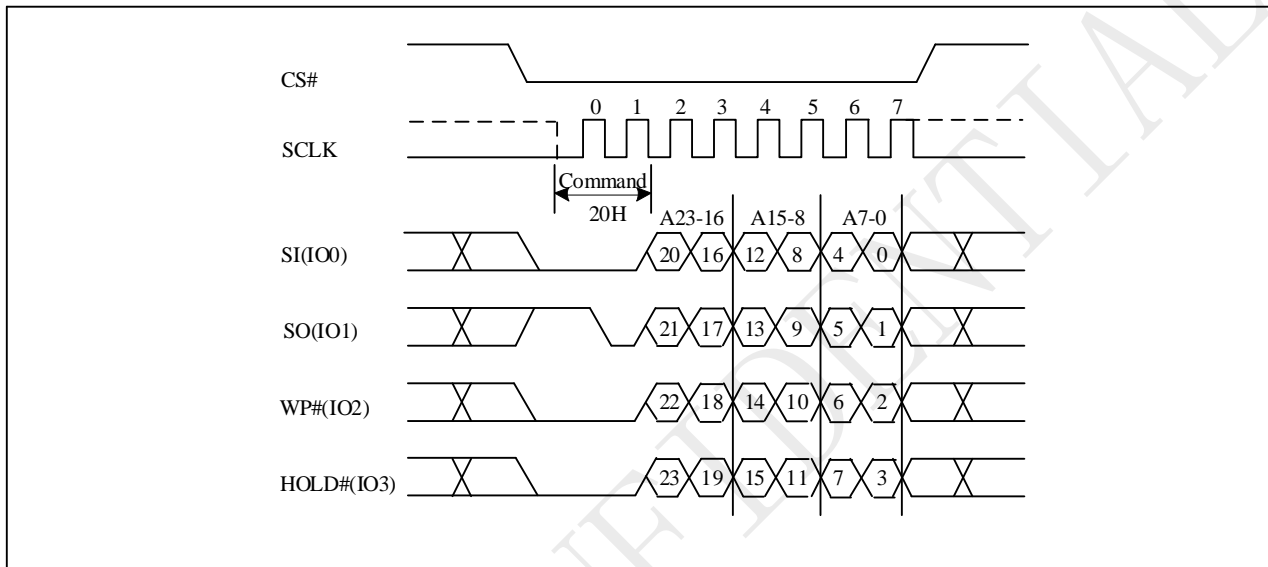 CS#
0 1 2 3 4 5 6 7
SCLK
Command
20H
A23-16 A15-8 A7-0
SI(IO0) 20 16 12 8 4 0
SO(IO1) 21 17 13 9 5 1
WP#(IO2) 22 18 14 10 6 2
HOLD#(IO3) 23 19 15 11 7 3